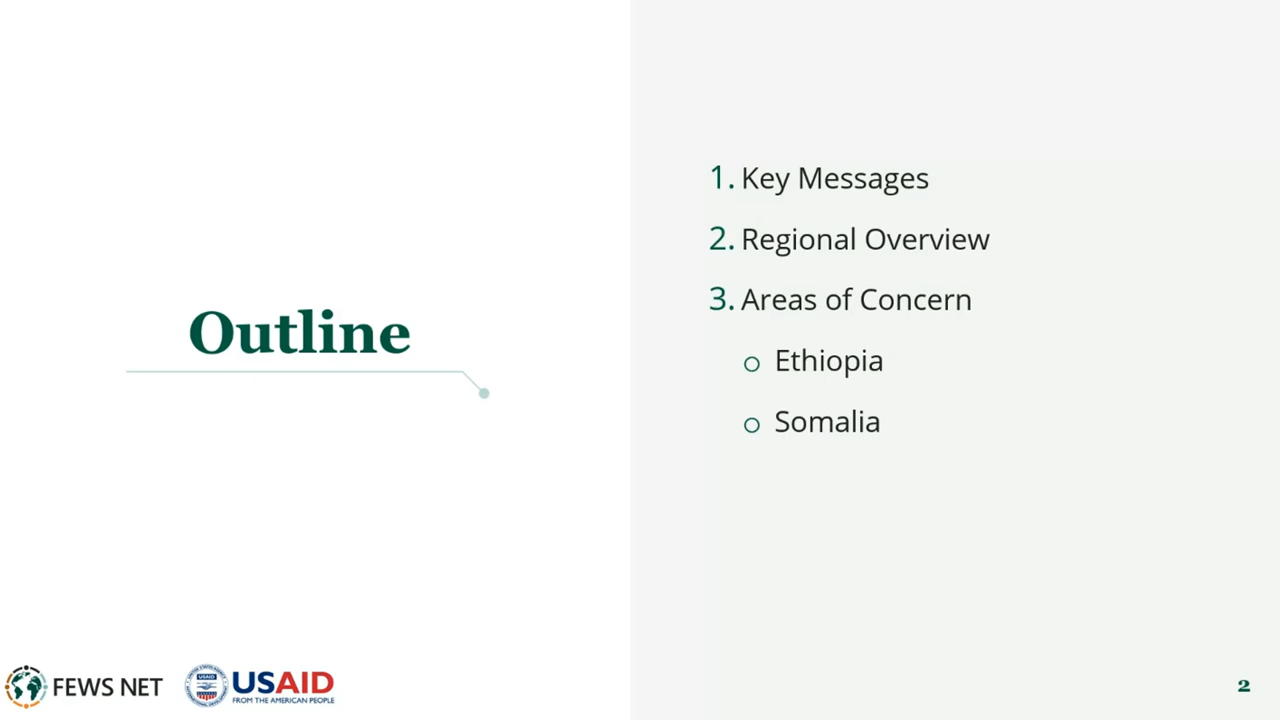 Outline
1. Key Messages
2. Regional Overview
3. Areas of Concern
o Ethiopia
o Somalia
FEWS NET
USAID
FROM THE AMERICAN PEOPLE
2